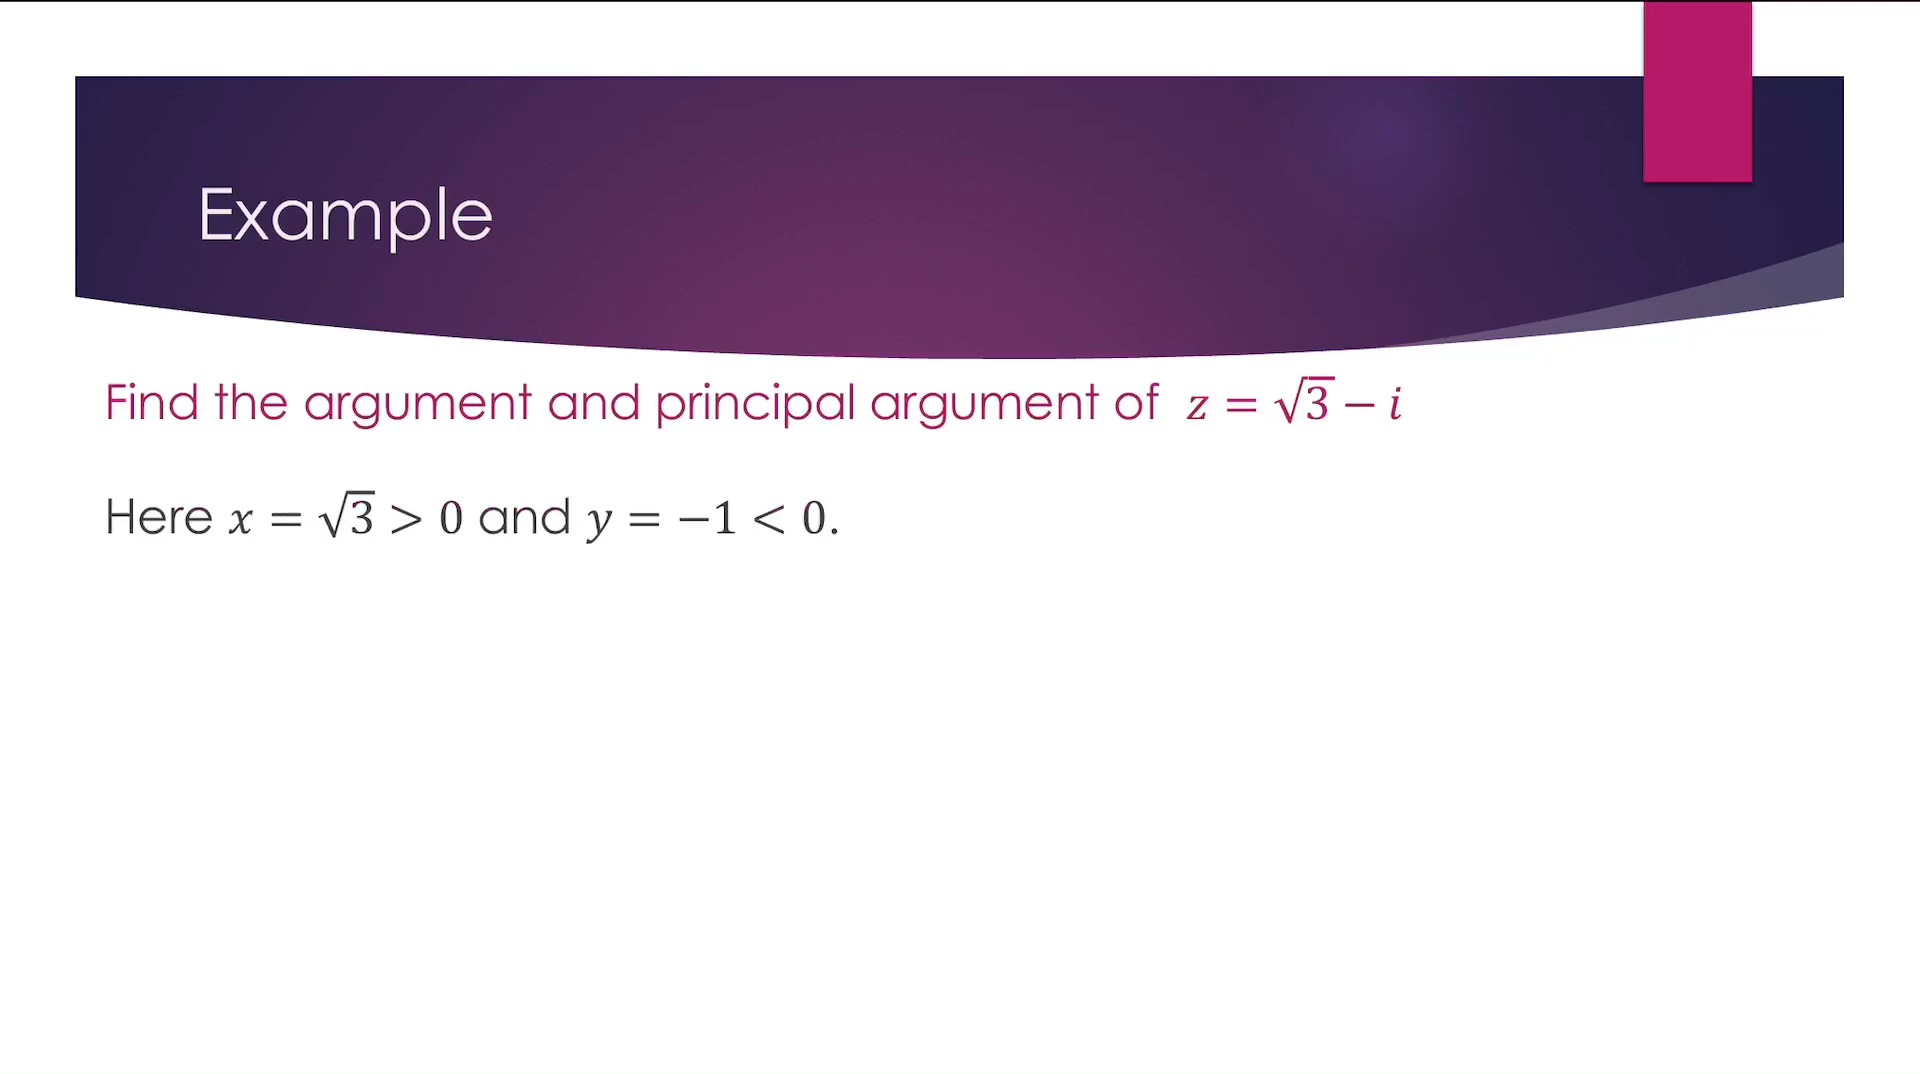 Example
Find the argument and principal argument of z = √3 − i
Here x = √3 > 0 and y = −1 < 0.